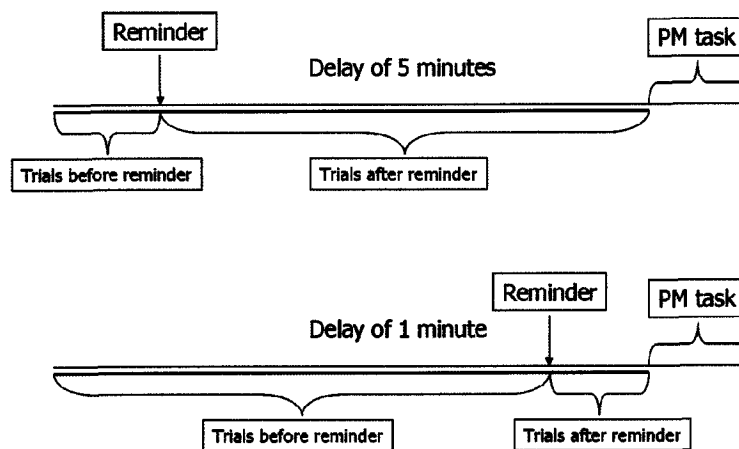 Reminder
PM task
Delay of 5 minutes
Trials before reminder
Trials after reminder
Reminder
PM task
Delay of 1 minute
Trials before reminder
Trials after reminder